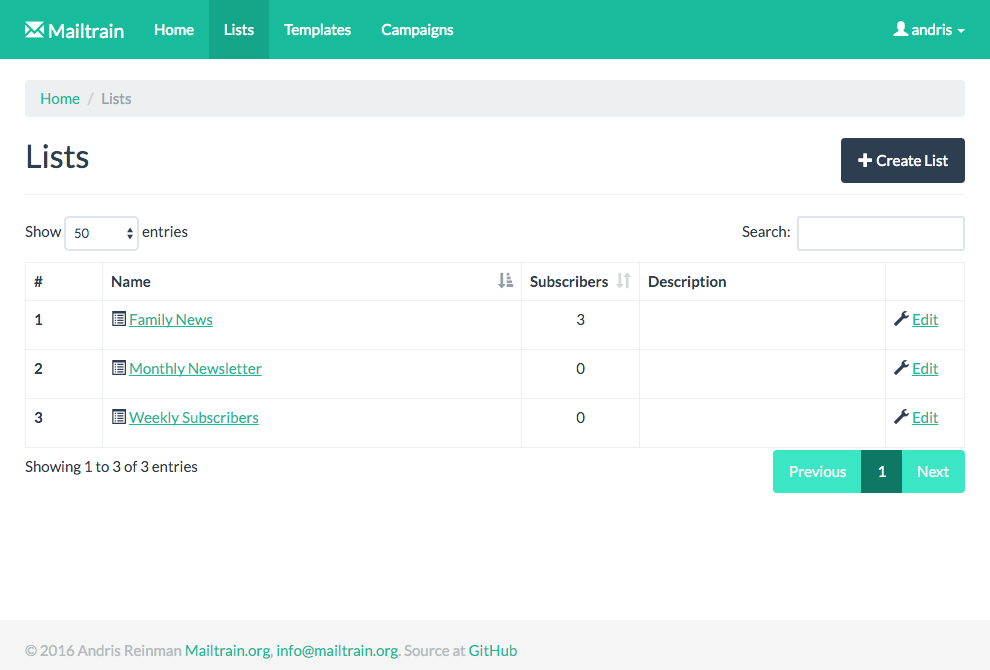 Mailtrain Home Lists Templates Campaigns andris
Home / Lists
Lists
Create List
Show 50 entries Search:
# Name Subscribers Description
1 Family News 3 Edit
2 Monthly Newsletter 0 Edit
3 Weekly Subscribers 0 Edit
Showing 1 to 3 of 3 entries
Previous 1 Next
© 2016 Andris Reinman Mailtrain.org, info@mailtrain.org. Source at GitHub